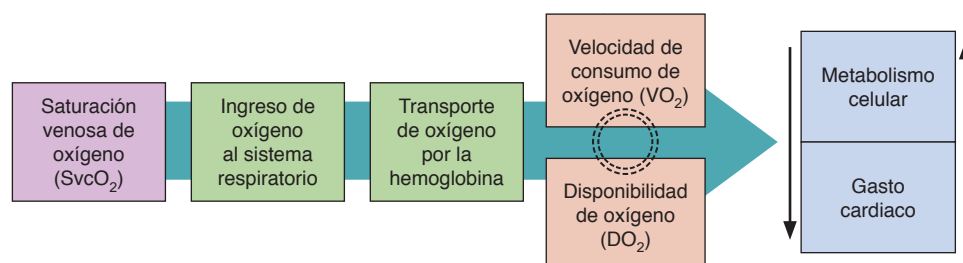 Saturación
venosa de
oxígeno
(SvcO₂)
Ingreso de
oxígeno
al sistema
respiratorio
Transporte
de oxígeno
por la
hemoglobina
Velocidad de
consumo de
oxígeno (VO₂)
Disponibilidad
de oxígeno
(DO₂)
Metabolismo
celular
Gasto
cardiaco